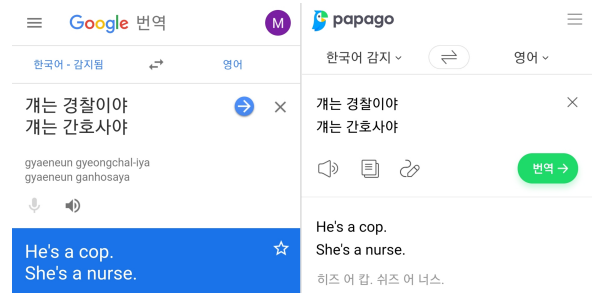 Google 번역
M
한국어 - 감지됨
영어
걔는 경찰이야
걔는 간호사야
gyaeneun gyeongchal-iya
gyaeneun ganhosaya
He's a cop.
She's a nurse.
papago
한국어 감지
영어
걔는 경찰이야
걔는 간호사야
번역
He's a cop.
She's a nurse.
히즈 어 캅. 쉬즈 어 너스.